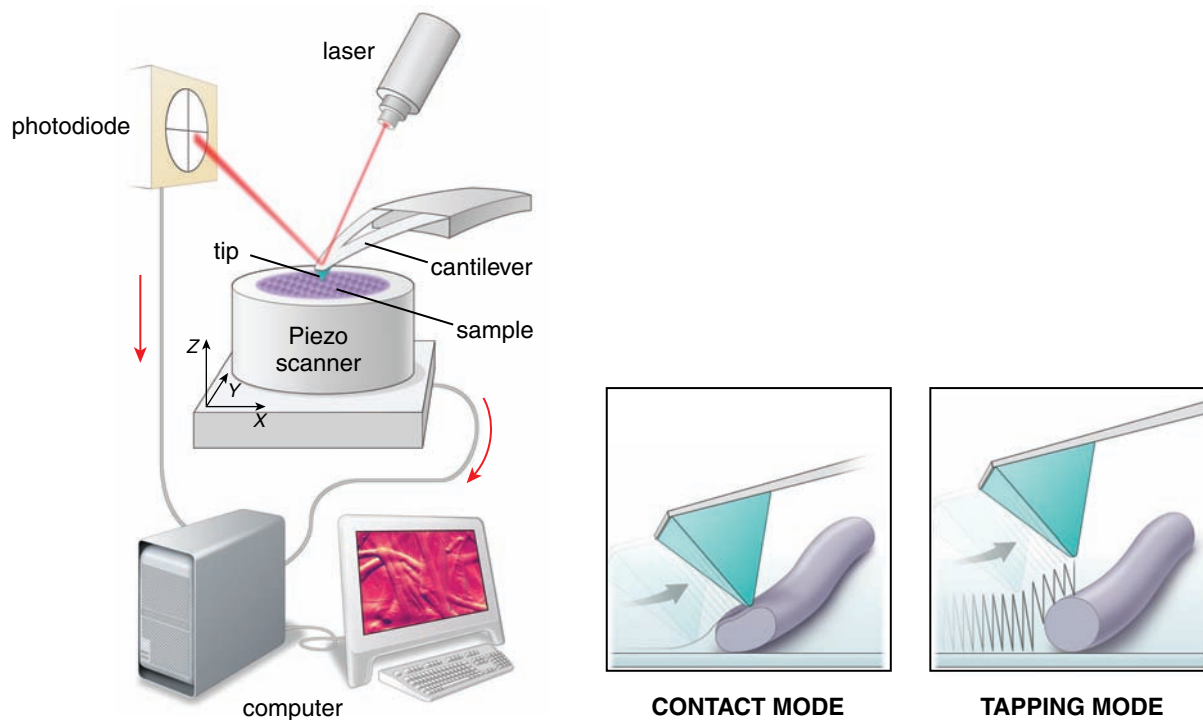 laser
photodiode
tip
cantilever
sample
Piezo
scanner
Z
Y
X
computer
CONTACT MODE
TAPPING MODE